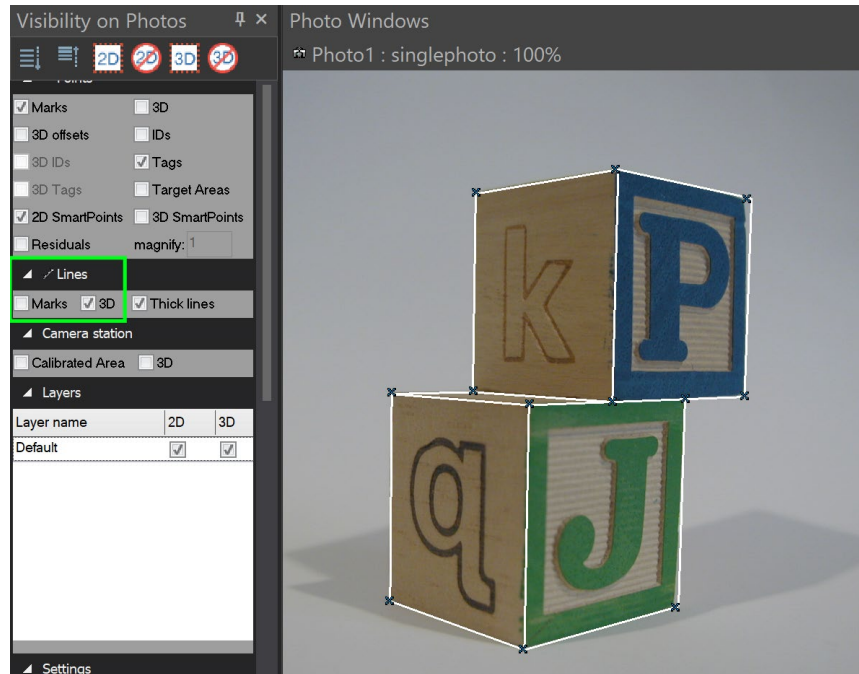 Visibility on Photos
2D 2D 3D 3D
Points
Marks 3D
3D offsets IDs
3D IDs Tags
3D Tags Target Areas
2D SmartPoints 3D SmartPoints
Residuals magnify: 1
Lines
Marks 3D Thick lines
Camera station
Calibrated Area 3D
Layers
Layer name 2D 3D
Default
Settings
Photo Windows
Photo1 : singlephoto : 100%
k P
q J